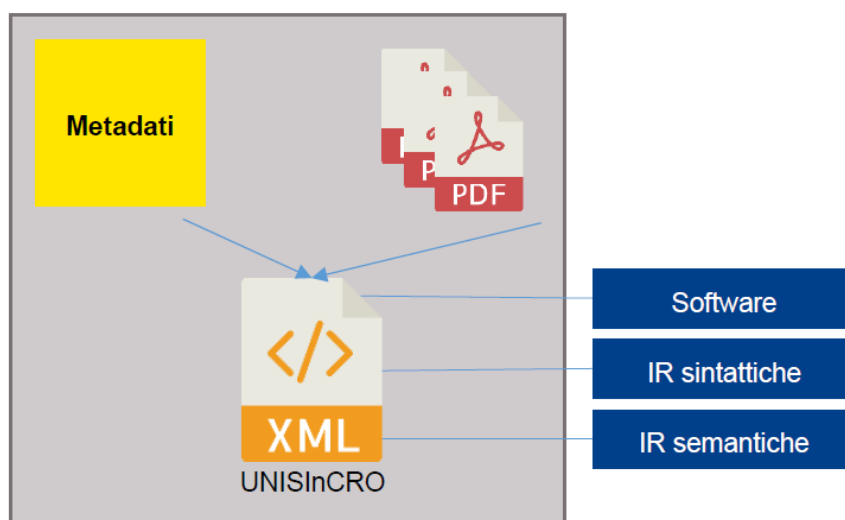 Metadati
PDF
</>
XML
UNISInCRO
Software
IR sintattiche
IR semantiche